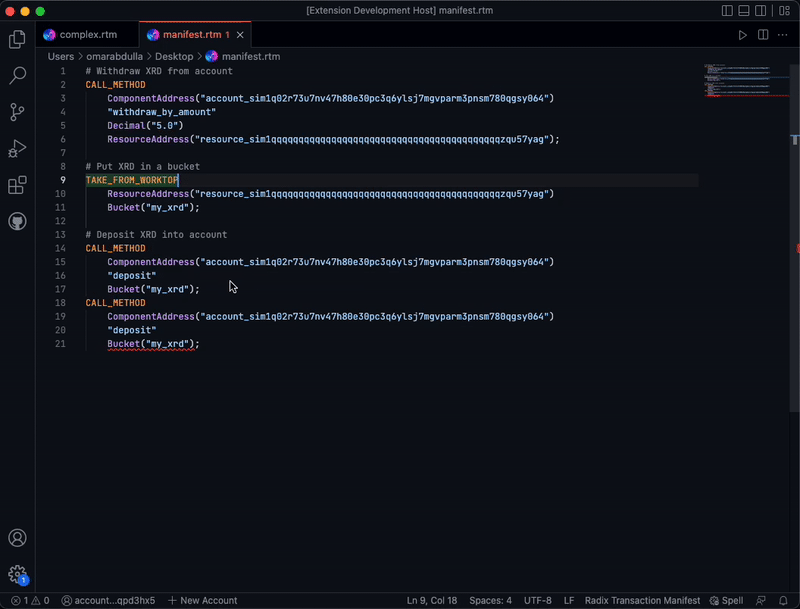 [Extension Development Host] manifest.rtm
complex.rtm
manifest.rtm 1
Users > omarabdulla > Desktop > manifest.rtm
1 # Withdraw XRD from account
2 CALL_METHOD
3 ComponentAddress("account_sim1q02r73u7nv47h80e30pc3q6ylsj7mgvparm3pnsm780qgsy064")
4 "withdraw_by_amount"
5 Decimal("5.0")
6 ResourceAddress("resource_sim1qqqqqqqqqqqqqqqqqqqqqqqqqqqqqqqqqqqqqqqqqqzqu57yag");
7
8 # Put XRD in a bucket
9 TAKE_FROM_WORKTOP
10 ResourceAddress("resource_sim1qqqqqqqqqqqqqqqqqqqqqqqqqqqqqqqqqqqqqqqqqqzqu57yag")
11 Bucket("my_xrd");
12
13 # Deposit XRD into account
14 CALL_METHOD
15 ComponentAddress("account_sim1q02r73u7nv47h80e30pc3q6ylsj7mgvparm3pnsm780qgsy064")
16 "deposit"
17 Bucket("my_xrd");
18 CALL_METHOD
19 ComponentAddress("account_sim1q02r73u7nv47h80e30pc3q6ylsj7mgvparm3pnsm780qgsy064")
20 "deposit"
21 Bucket("my_xrd");
1
1 0 account...qpd3hx5 + New Account Ln 9, Col 18 Spaces: 4 UTF-8 LF Radix Transaction Manifest Spell